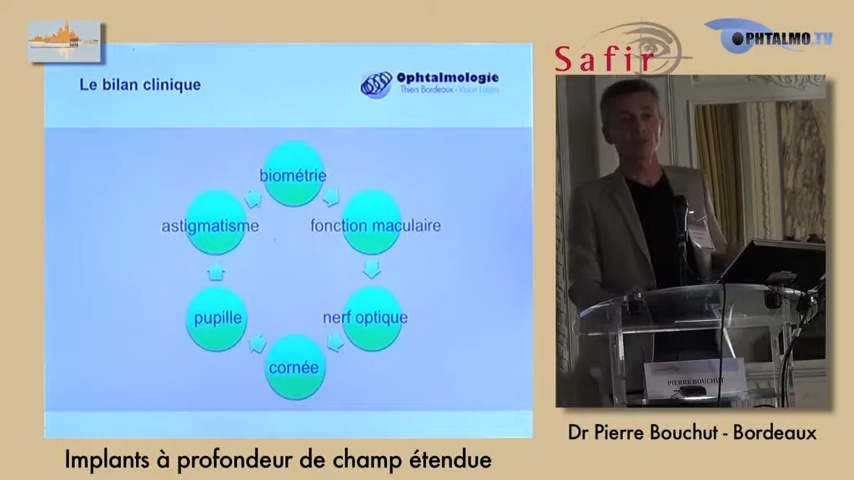 Safir
OPHTALMO.TV
Le bilan clinique
Ophtalmologie
Thiers Bordeaux - Vision Lasers
biométrie
astigmatisme
fonction maculaire
pupille
nerf optique
cornée
PIERRE BOUCHUT
Dr Pierre Bouchut - Bordeaux
Implants à profondeur de champ étendue